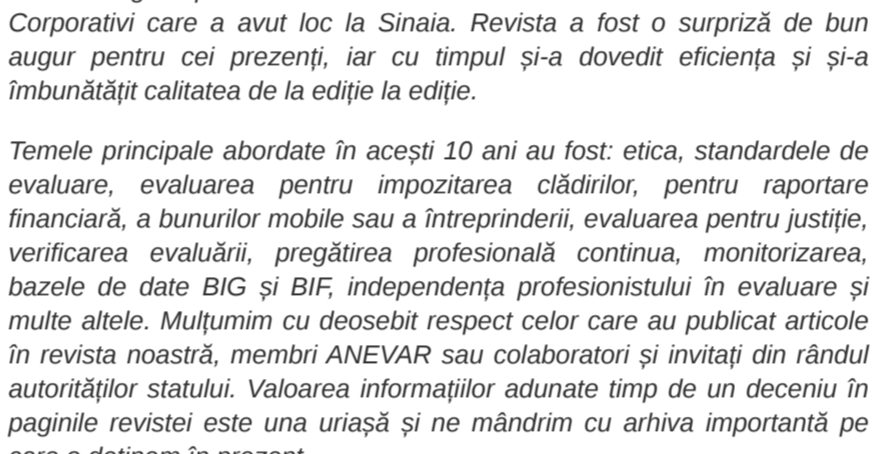 Corporativi care a avut loc la Sinaia. Revista a fost o surpriză de bun
augur pentru cei prezenți, iar cu timpul și-a dovedit eficiența și și-a
îmbunătățit calitatea de la ediție la ediție.
Temele principale abordate în acești 10 ani au fost: etica, standardele de
evaluare, evaluarea pentru impozitarea clădirilor, pentru raportare
financiară, a bunurilor mobile sau a întreprinderii, evaluarea pentru justiție,
verificarea evaluării, pregătirea profesională continua, monitorizarea,
bazele de date BIG și BIF, independența profesionistului în evaluare și
multe altele. Mulțumim cu deosebit respect celor care au publicat articole
în revista noastră, membri ANEVAR sau colaboratori și invitați din rândul
autorităților statului. Valoarea informațiilor adunate timp de un deceniu în
paginile revistei este una uriașă și ne mândrim cu arhiva importantă pe